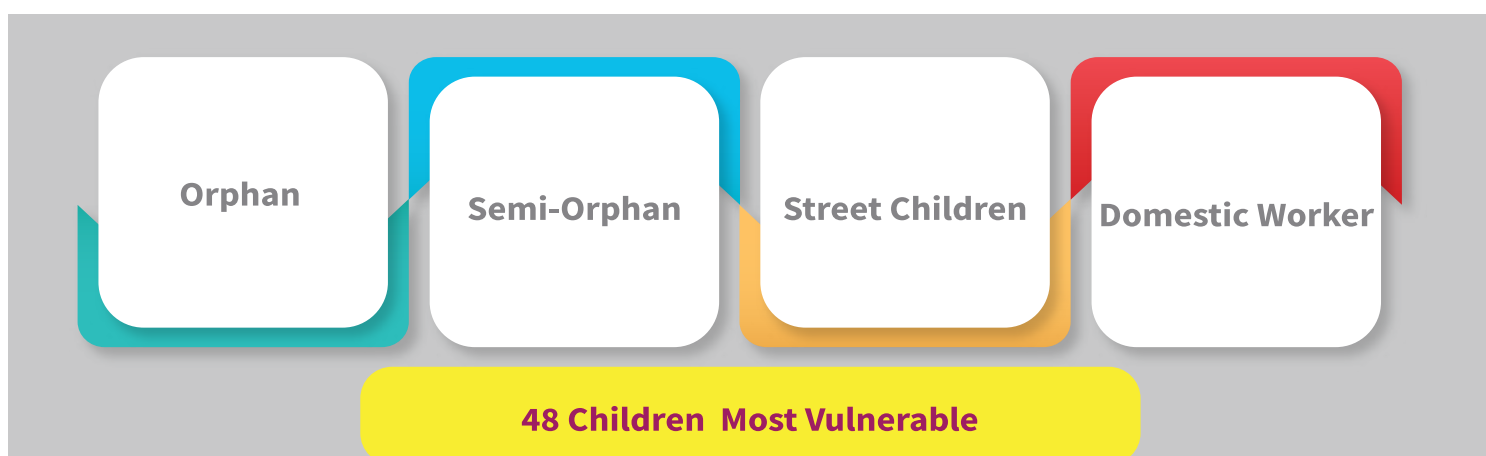 Orphan
Semi-Orphan
Street Children
Domestic Worker
48 Children  Most Vulnerable